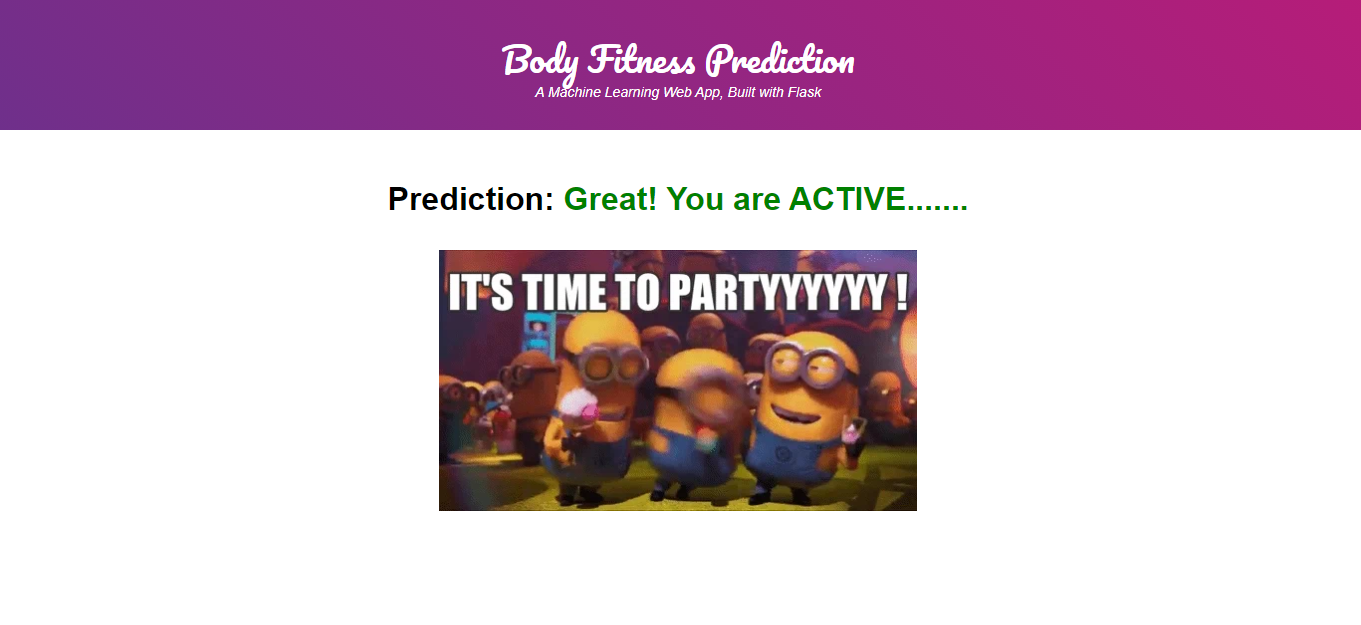 Body Fitness Prediction
A Machine Learning Web App, Built with Flask
Prediction: Great! You are ACTIVE.......
IT'S TIME TO PARTYYYYYY !